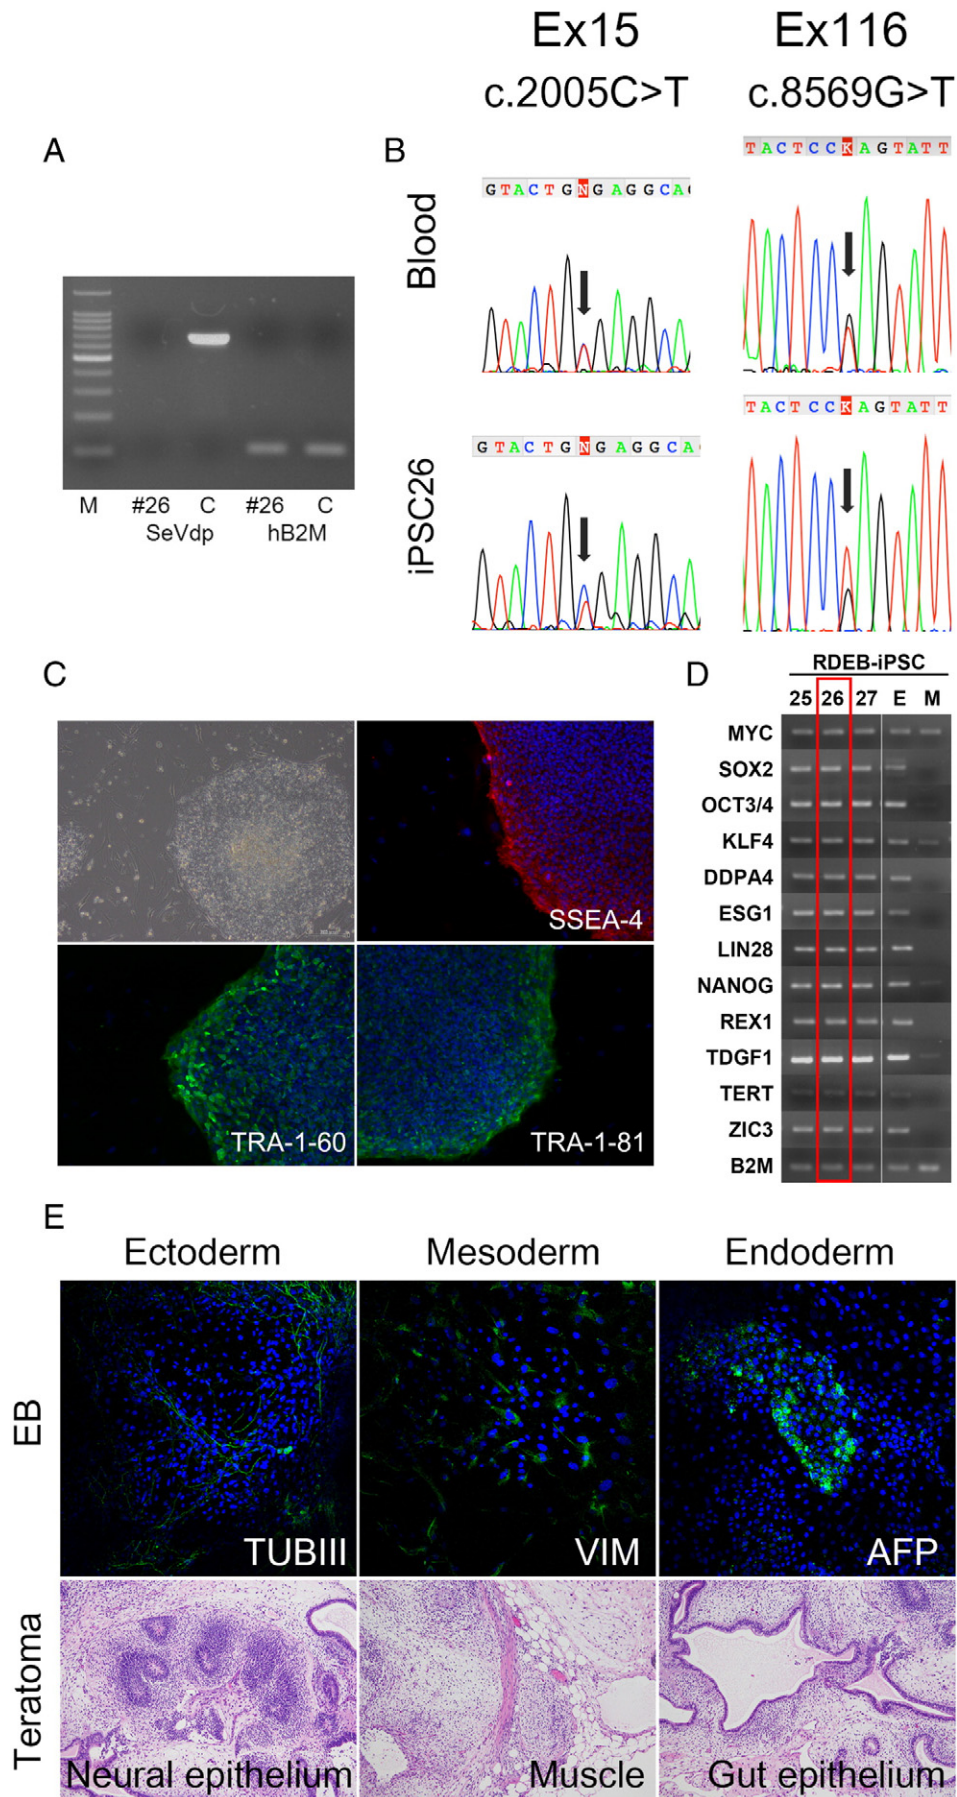 Ex15
Ex116
c.2005C>T
c.8569G>T
A
B
Blood
GTACTGNGAGGCA
TACTCCKAGTATT
iPSC26
GTACTGNGAGGCA
TACTCCKAGTATT
M #26 C #26 C
SeVdp hB2M
C
SSEA-4
TRA-1-60
TRA-1-81
D
RDEB-iPSC
25 26 27 E M
MYC
SOX2
OCT3/4
KLF4
DDPA4
ESG1
LIN28
NANOG
REX1
TDGF1
TERT
ZIC3
B2M
E
Ectoderm Mesoderm Endoderm
EB
TUBIII
VIM
AFP
Teratoma
Neural epithelium
Muscle
Gut epithelium